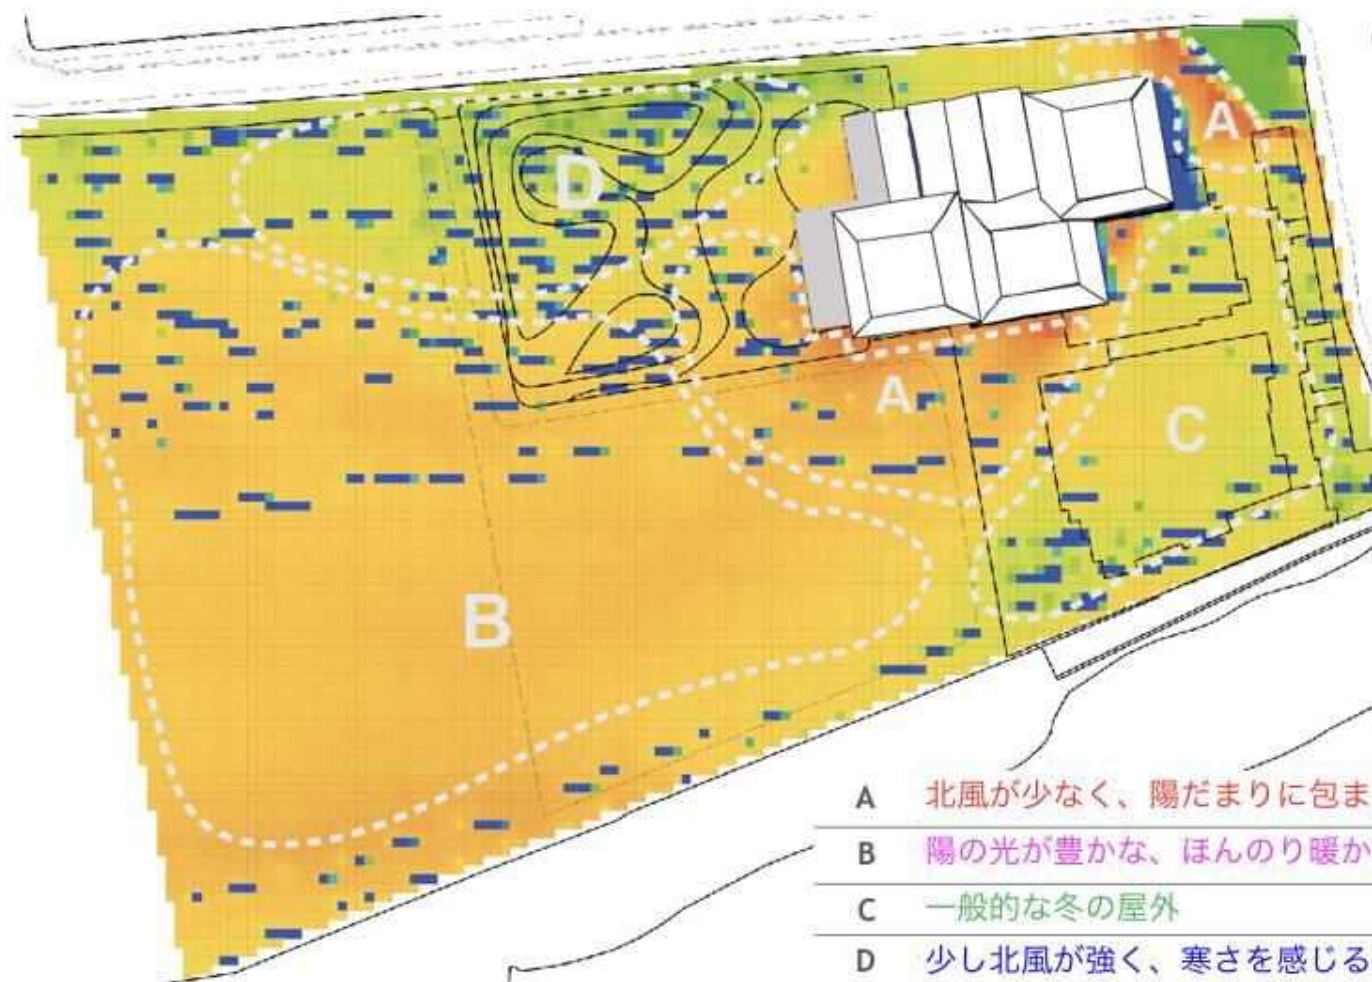 A
D
A
C
B
A 北風が少なく、陽だまりに包ま
B 陽の光が豊かな、ほんのり暖か
C 一般的な冬の屋外
D 少し北風が強く、寒さを感じる